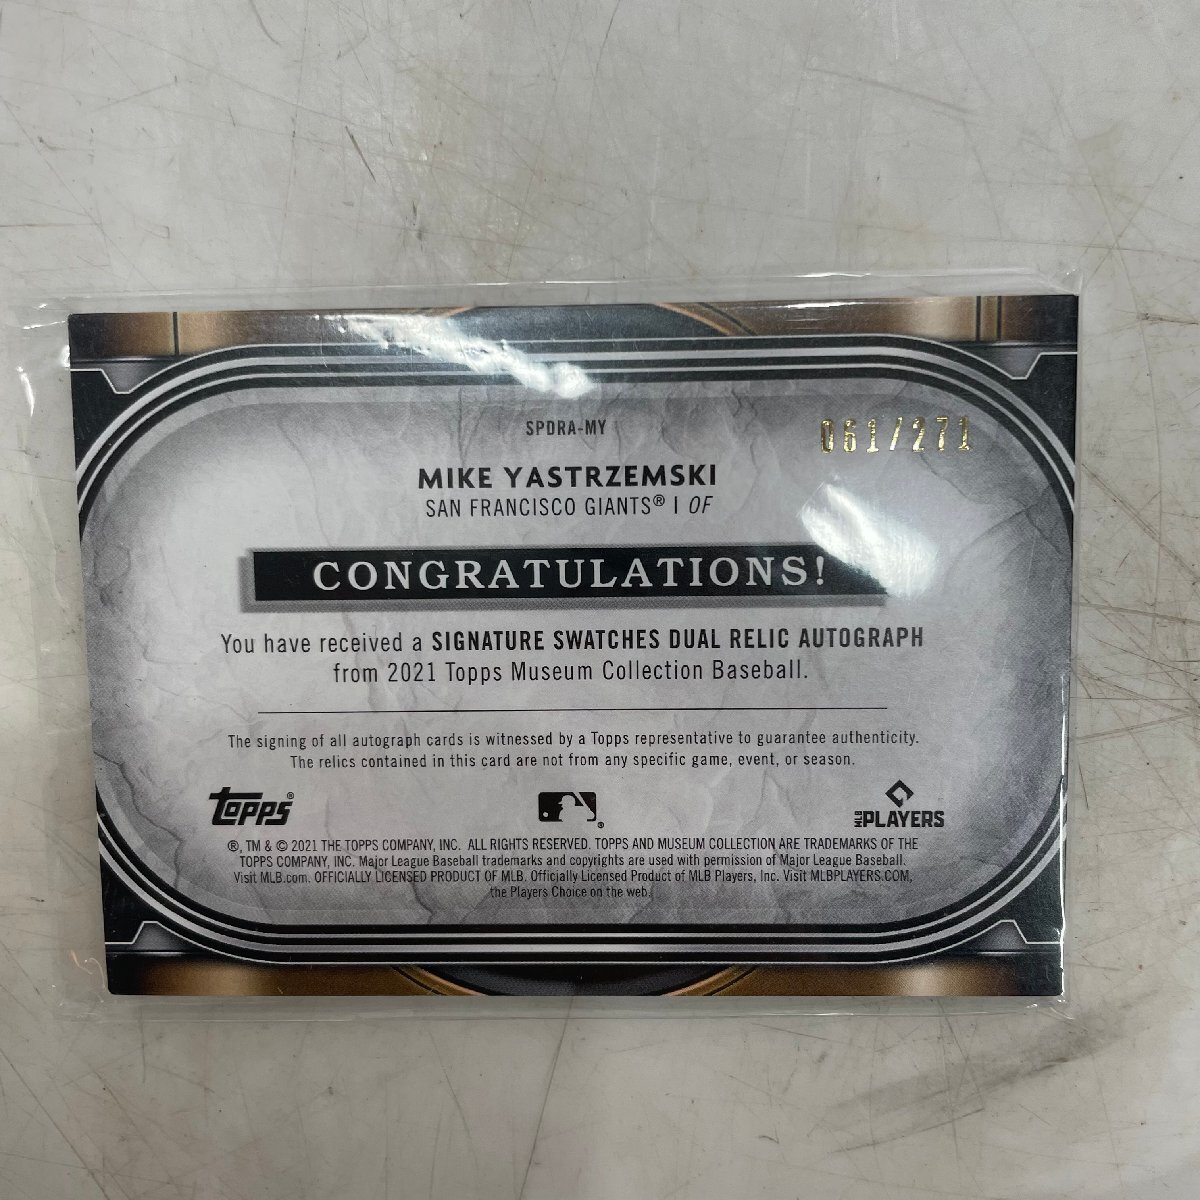 SPDRA-MY
061/271
MIKE YASTRZEMSKI
SAN FRANCISCO GIANTS® | OF
CONGRATULATIONS!
You have received a SIGNATURE SWATCHES DUAL RELIC AUTOGRAPH
from 2021 Topps Museum Collection Baseball.
The signing of all autograph cards is witnessed by a Topps representative to guarantee authenticity.
The relics contained in this card are not from any specific game, event, or season.
topps®
®
MLB PLAYERS
®, TM & © 2021 THE TOPPS COMPANY, INC. ALL RIGHTS RESERVED. TOPPS AND MUSEUM COLLECTION ARE TRADEMARKS OF THE
TOPPS COMPANY, INC. Major League Baseball trademarks and copyrights are used with permission of Major League Baseball.
Visit MLB.com. OFFICIALLY LICENSED PRODUCT OF MLB. Officially Licensed Product of MLB Players, Inc. Visit MLBPLAYERS.COM,
the Players Choice on the web.